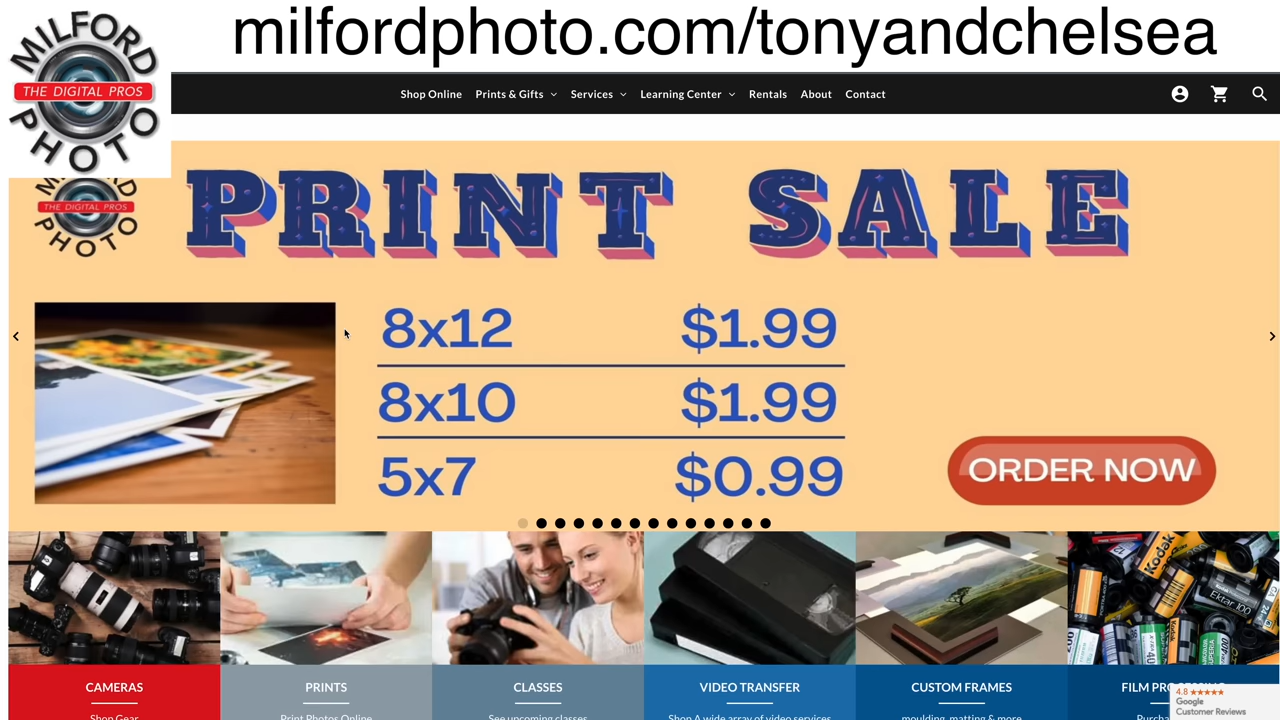 milfordphoto.com/tonyandchelsea
MILFORD
THE DIGITAL PROS
PHOTO
Shop Online Prints & Gifts Services Learning Center Rentals About Contact
THE DIGITAL PROS
PHOTO
PRINT SALE
8x12 $1.99
8x10 $1.99
5x7 $0.99
ORDER NOW
Kodak
Ektar 100
CAMERAS PRINTS CLASSES VIDEO TRANSFER CUSTOM FRAMES
Shop Gear Print Photos Online See upcoming classes Shop A wide array of video services moulding, matting & more
4.8 ★★★★★
Google
Customer Reviews